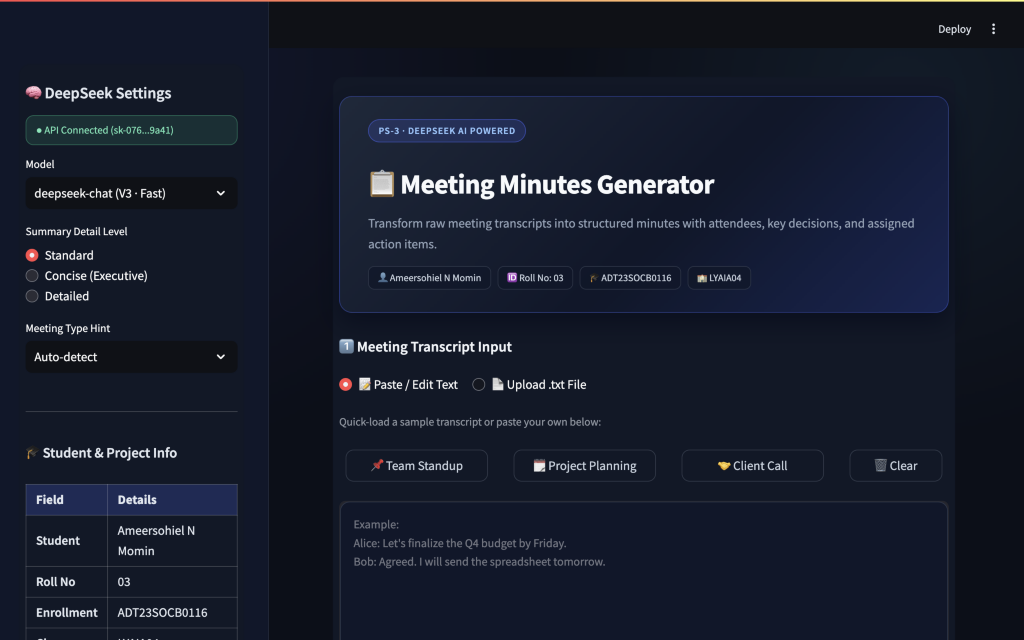 Deploy
🧠 DeepSeek Settings
● API Connected (sk-076...9a41)
Model
deepseek-chat (V3 · Fast)
Summary Detail Level
Standard
Concise (Executive)
Detailed
Meeting Type Hint
Auto-detect
🎓 Student & Project Info
Field Details
Student Ameersohiel N
Momin
Roll No 03
Enrollment ADT23SOCB0116
PS-3 · DEEPSEEK AI POWERED
📋 Meeting Minutes Generator
Transform raw meeting transcripts into structured minutes with attendees, key decisions, and assigned
action items.
👤 Ameersohiel N Momin 🆔 Roll No: 03 🎓 ADT23SOCB0116 🏫 LYAIA04
1️⃣ Meeting Transcript Input
📝 Paste / Edit Text 📄 Upload .txt File
Quick-load a sample transcript or paste your own below:
📌 Team Standup 🗓️ Project Planning 🤝 Client Call 🗑️ Clear
Example:
Alice: Let's finalize the Q4 budget by Friday.
Bob: Agreed. I will send the spreadsheet tomorrow.